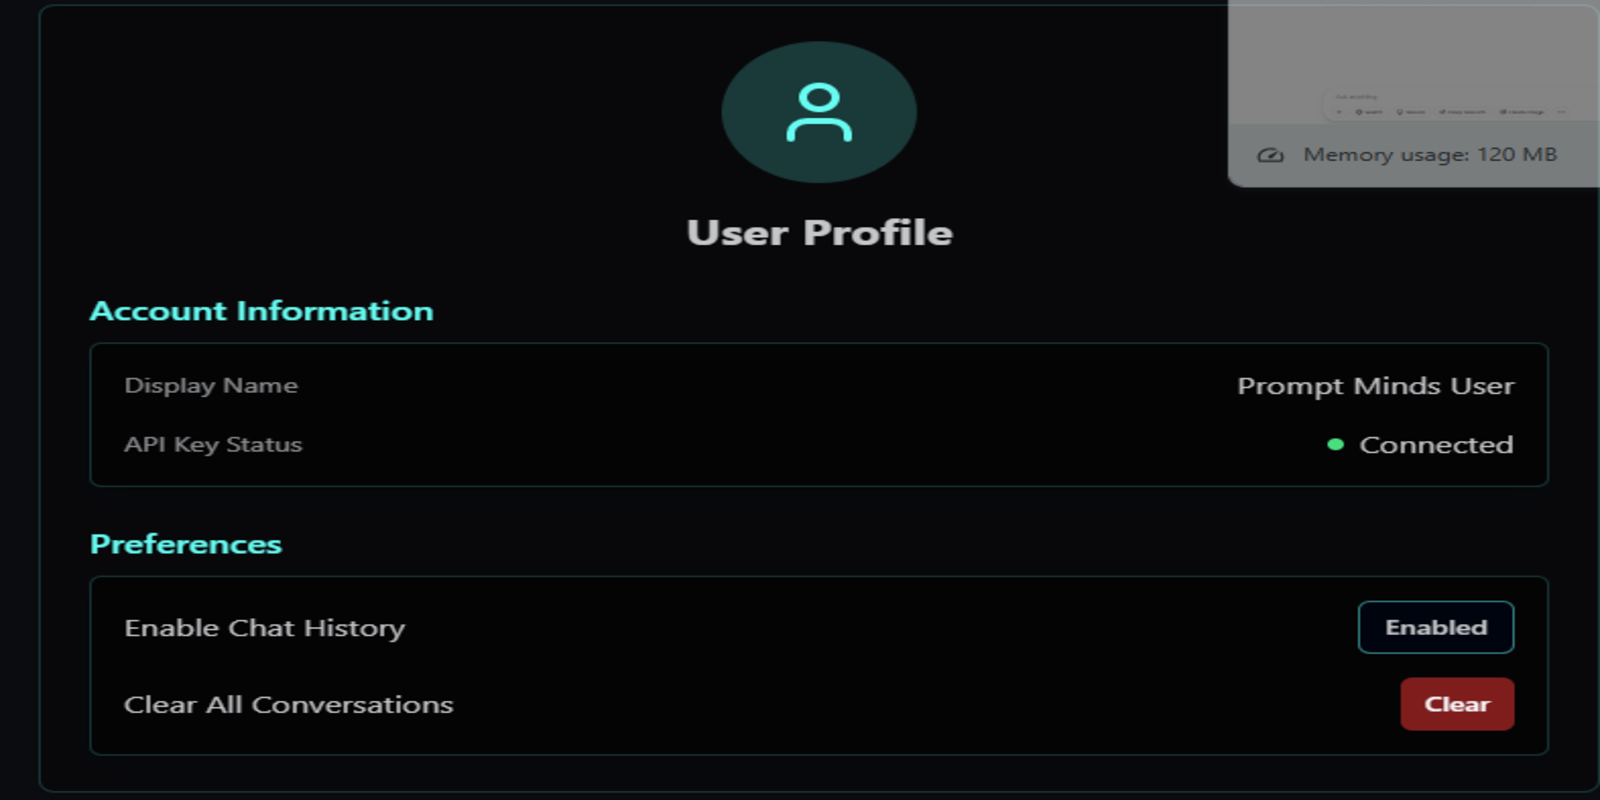 Memory usage: 120 MB
User Profile
Account Information
Display Name Prompt Minds User
API Key Status Connected
Preferences
Enable Chat History Enabled
Clear All Conversations Clear